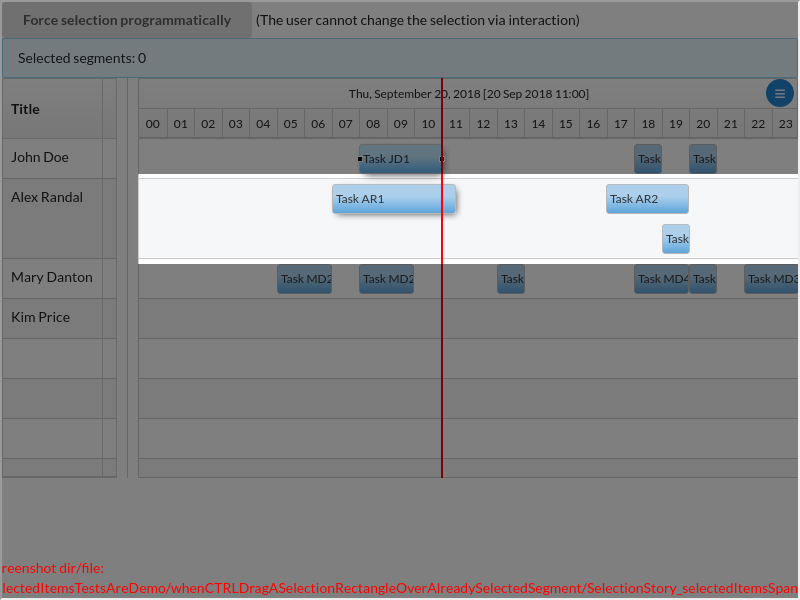 Force selection programmatically (The user cannot change the selection via interaction)
Selected segments: 0
Title
Thu, September 20, 2018 [20 Sep 2018 11:00]
00 01 02 03 04 05 06 07 08 09 10 11 12 13 14 15 16 17 18 19 20 21 22 23
John Doe
Task JD1 Task Task
Alex Randal
Task AR1 Task AR2
Task
Mary Danton
Task MD2 Task MD2 Task Task MD4 Task Task MD3
Kim Price
reenshot dir/file:
lectedItemsTestsAreDemo/whenCTRLDragASelectionRectangleOverAlreadySelectedSegment/SelectionStory_selectedItemsSpan